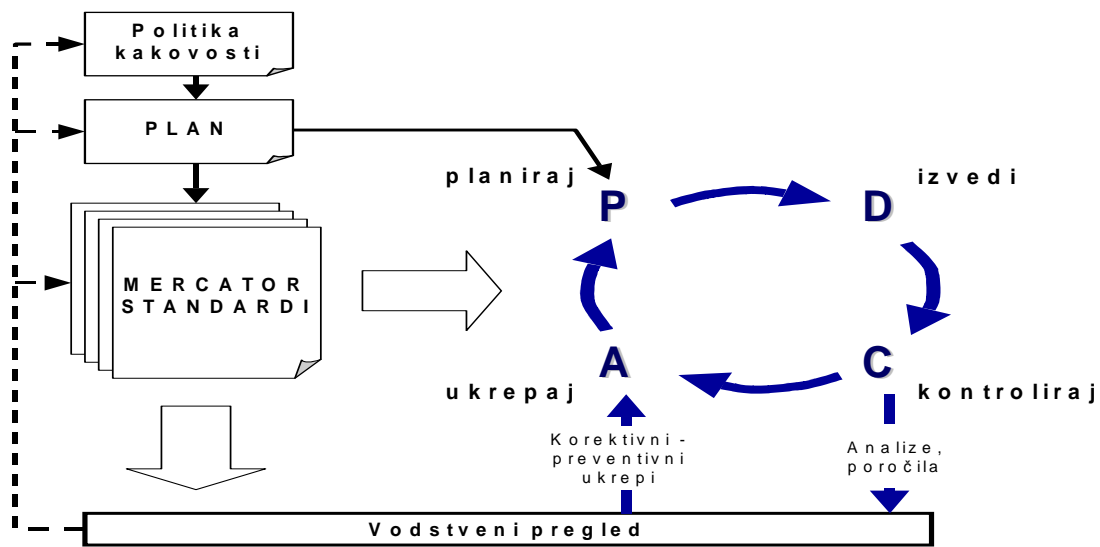 Politika
kakovosti
PLAN
MERCATOR
STANDARDI
planiraj
P
D
izvedi
A
C
ukrepaj
kontroliraj
Korektivni -
preventivni
ukrepi
Analize,
poročila
Vodstveni pregled